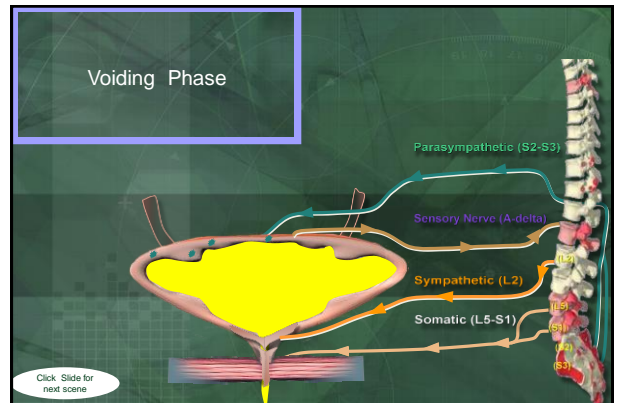 Voiding Phase
Parasympathetic (S2-S3)
Sensory Nerve (A-delta)
(L2)
Sympathetic (L2)
(L5)
Somatic (L5-S1)
(S1)
(S2)
(S3)
Click Slide for
next scene